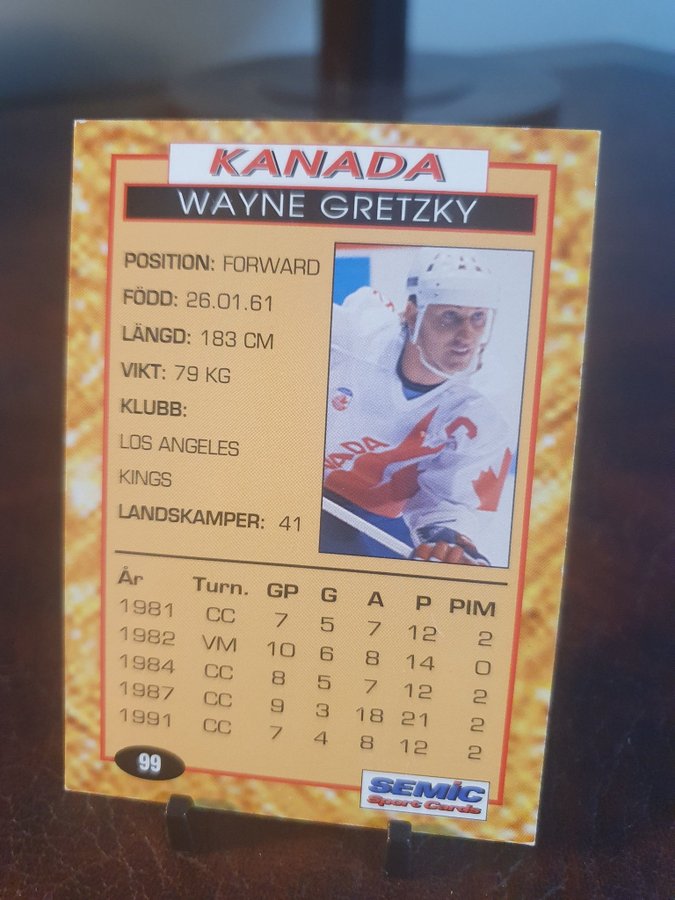 KANADA
WAYNE GRETZKY
POSITION: FORWARD
FÖDD: 26.01.61
LÄNGD: 183 CM
VIKT: 79 KG
KLUBB:
LOS ANGELES
KINGS
LANDSKAMPER: 41
NADA
År Turn. GP G A P PIM
1981 CC 7 5 7 12 2
1982 VM 10 6 8 14 0
1984 CC 8 5 7 12 2
1987 CC 9 3 18 21 2
1991 CC 7 4 8 12 2
99
SEMIC
Sport Cards